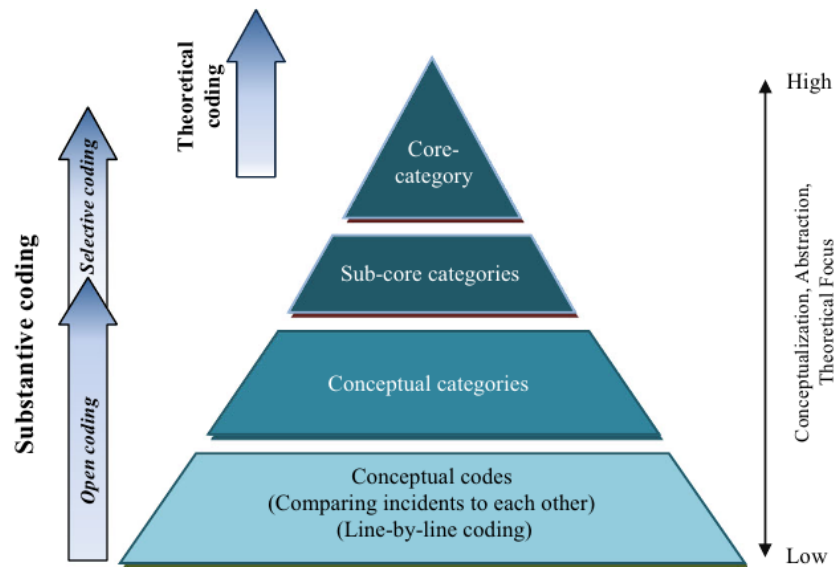 Theoretical
coding
High
Core-
category
Selective coding
Substantive coding
Sub-core categories
Conceptualization, Abstraction,
Theoretical Focus
Conceptual categories
Open coding
Conceptual codes
(Comparing incidents to each other)
(Line-by-line coding)
Low